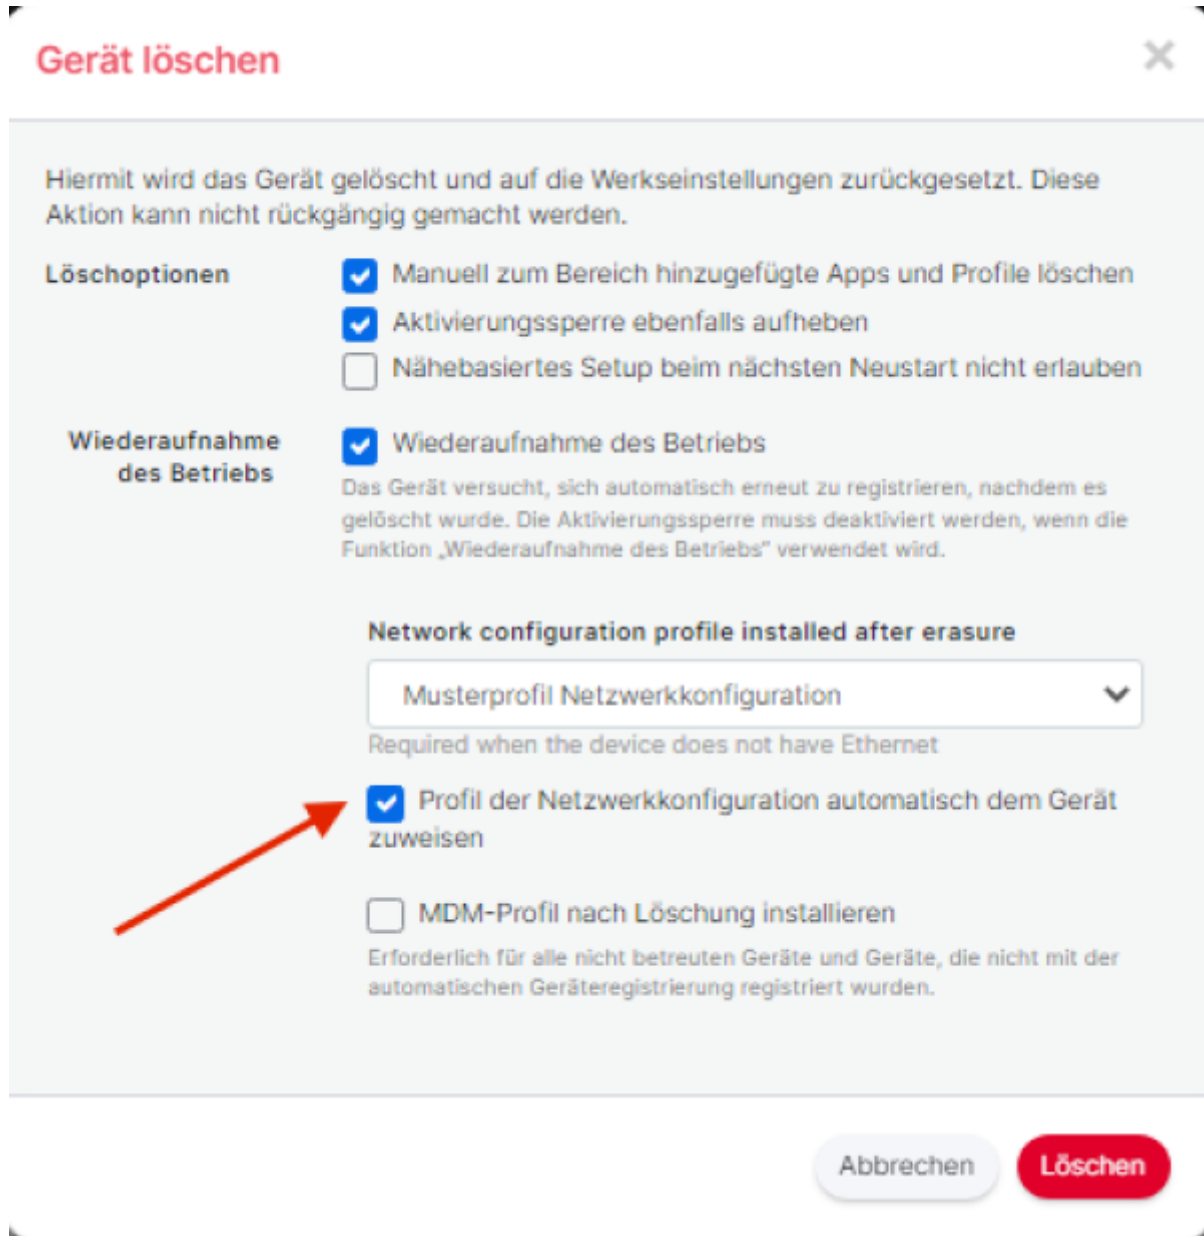 Gerät löschen
Hiermit wird das Gerät gelöscht und auf die Werkseinstellungen zurückgesetzt. Diese
Aktion kann nicht rückgängig gemacht werden.
Löschoptionen
Manuell zum Bereich hinzugefügte Apps und Profile löschen
Aktivierungssperre ebenfalls aufheben
Nähebasiertes Setup beim nächsten Neustart nicht erlauben
Wiederaufnahme
des Betriebs
Wiederaufnahme des Betriebs
Das Gerät versucht, sich automatisch erneut zu registrieren, nachdem es
gelöscht wurde. Die Aktivierungssperre muss deaktiviert werden, wenn die
Funktion „Wiederaufnahme des Betriebs" verwendet wird.
Network configuration profile installed after erasure
Musterprofil Netzwerkkonfiguration
Required when the device does not have Ethernet
Profil der Netzwerkkonfiguration automatisch dem Gerät
zuweisen
MDM-Profil nach Löschung installieren
Erforderlich für alle nicht betreuten Geräte und Geräte, die nicht mit der
automatischen Geräteregistrierung registriert wurden.
Abbrechen
Löschen